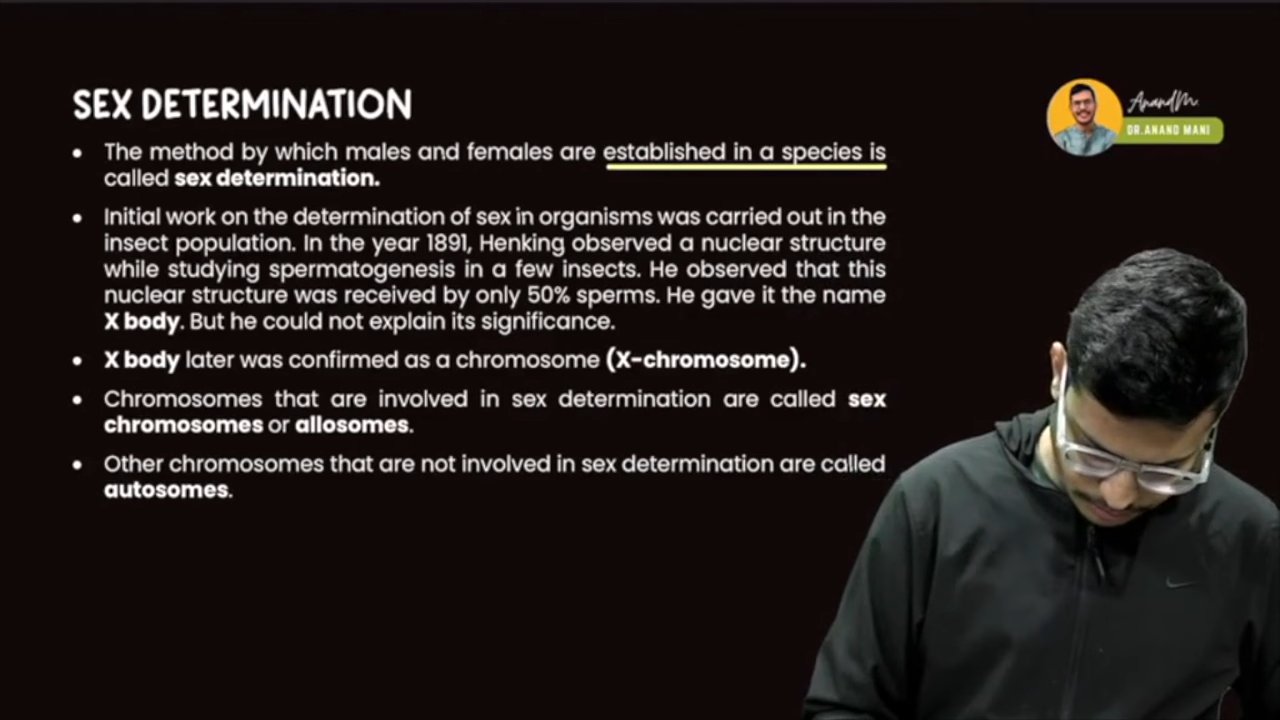 SEX DETERMINATION
• The method by which males and females are established in a species is
called sex determination.
• Initial work on the determination of sex in organisms was carried out in the
insect population. In the year 1891, Henking observed a nuclear structure
while studying spermatogenesis in a few insects. He observed that this
nuclear structure was received by only 50% sperms. He gave it the name
X body. But he could not explain its significance.
• X body later was confirmed as a chromosome (X-chromosome).
• Chromosomes that are involved in sex determination are called sex
chromosomes or allosomes.
• Other chromosomes that are not involved in sex determination are called
autosomes.
AnandM.
DR.ANAND MANI